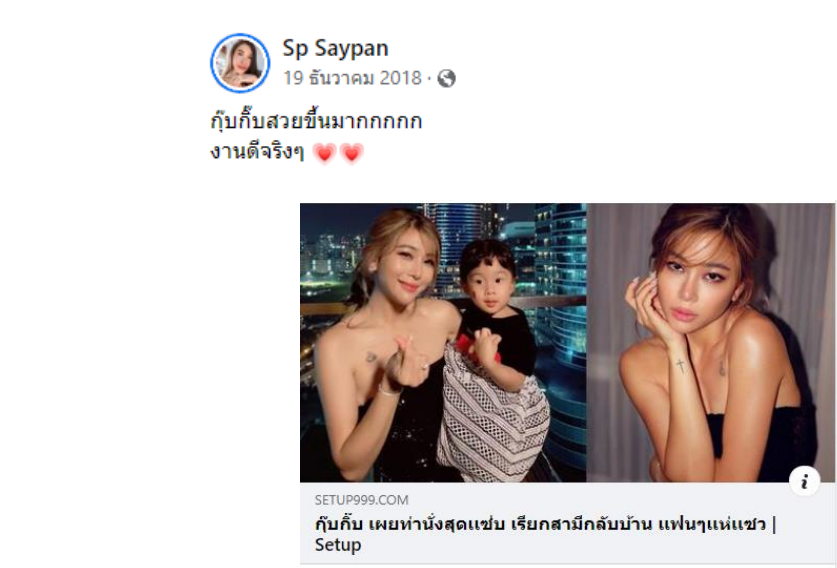 Sp Saypan
19 ธันวาคม 2018 ·
กุ๊บกิ๊บสวยขึ้นมากกกกก
งานดีจริงๆ
SETUP999.COM
กุ๊บกิ๊บ เผยท่านั่งสุดแซ่บ เรียกสามีกลับบ้าน แฟนๆแห่แซว |
Setup